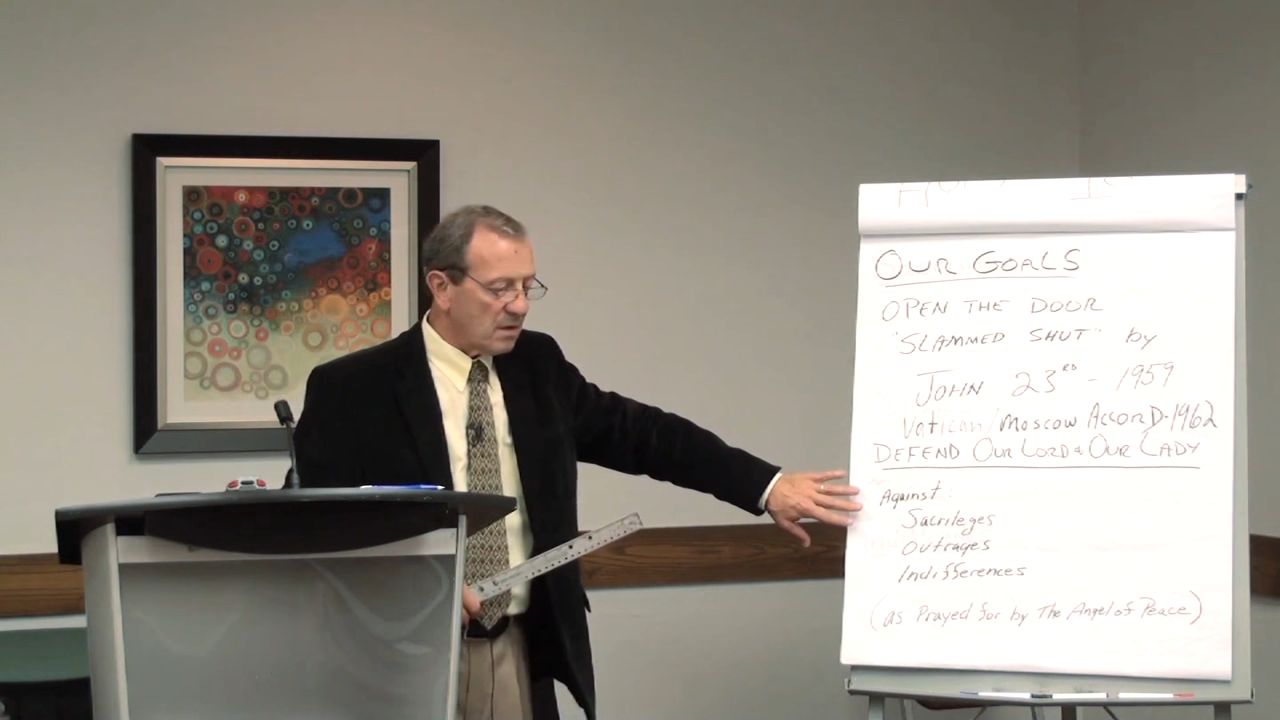 OUR GOALS
OPEN THE DOOR
"SLAMMED SHUT" by
JOHN 23RD - 1959
Vatican/Moscow Accord-1962
DEFEND OUR LORD & OUR LADY
Against:
Sacrileges
Outrages
Indifferences
(as Prayed for by The Angel of Peace)